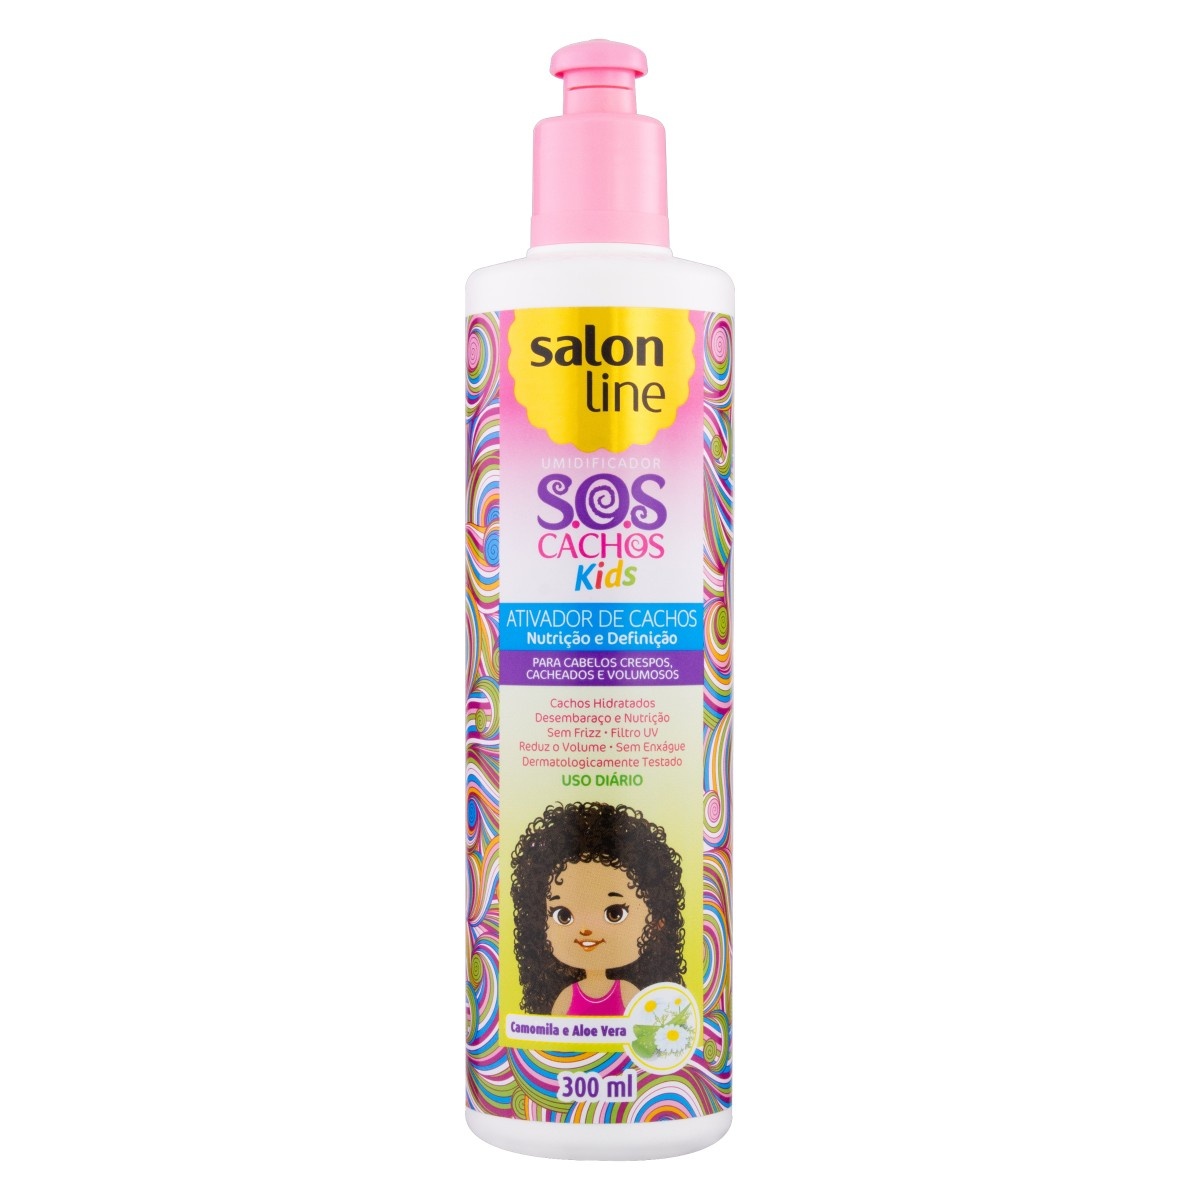 salon
line
UMIDIFICADOR
S.O.S
CACHOS
Kids
ATIVADOR DE CACHOS
Nutrição e Definição
PARA CABELOS CRESPOS,
CACHEADOS E VOLUMOSOS
Cachos Hidratados
Desembaraço e Nutrição
Sem Frizz • Filtro UV
Reduz o Volume • Sem Enxágue
Dermatologicamente Testado
USO DIÁRIO
Camomila e Aloe Vera
300 ml